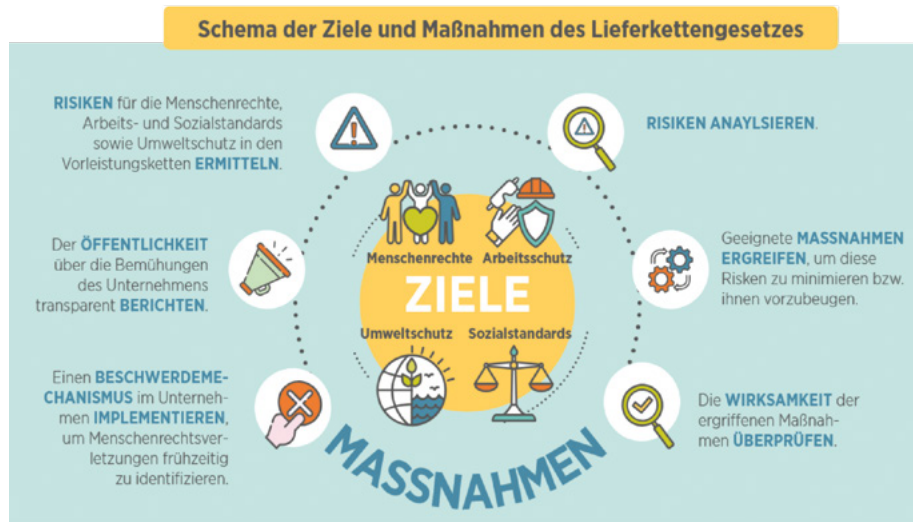 Schema der Ziele und Maßnahmen des Lieferkettengesetzes
RISIKEN für die Menschenrechte,
Arbeits- und Sozialstandards
sowie Umweltschutz in den
Vorleistungsketten ERMITTELN.
RISIKEN ANAYLSIEREN.
Der ÖFFENTLICHKEIT
über die Bemühungen
des Unternehmens
transparent BERICHTEN.
Geeignete MASSNAHMEN
ERGREIFEN, um diese
Risken zu minimieren bzw.
ihnen vorzubeugen.
Einen BESCHWERDEME-
CHANISMUS im Unterneh-
men IMPLEMENTIEREN,
um Menschenrechtsver-
letzungen frühzeitig
zu identifizieren.
Die WIRKSAMKEIT der
ergriffenen Maßnah-
men ÜBERPRÜFEN.
Menschenrechte Arbeitsschutz
ZIELE
Umweltschutz Sozialstandards
MASSNAHMEN